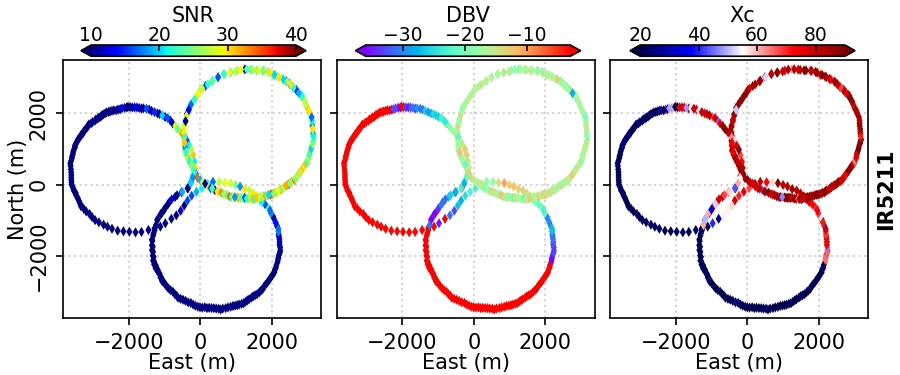 SNR DBV Xc
10 20 30 40 −30 −20 −10 20 40 60 80
2000
0
−2000
North (m)
IR5211
−2000 0 2000 −2000 0 2000 −2000 0 2000
East (m) East (m) East (m)